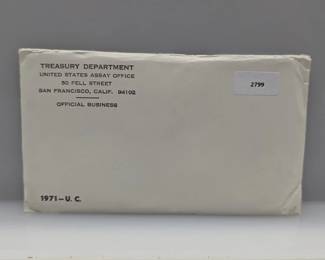 TREASURY DEPARTMENT
UNITED STATES ASSAY OFFICE
50 FELL STREET
SAN FRANCISCO, CALIF. 94102
OFFICIAL BUSINESS
2799
1971-U.C.